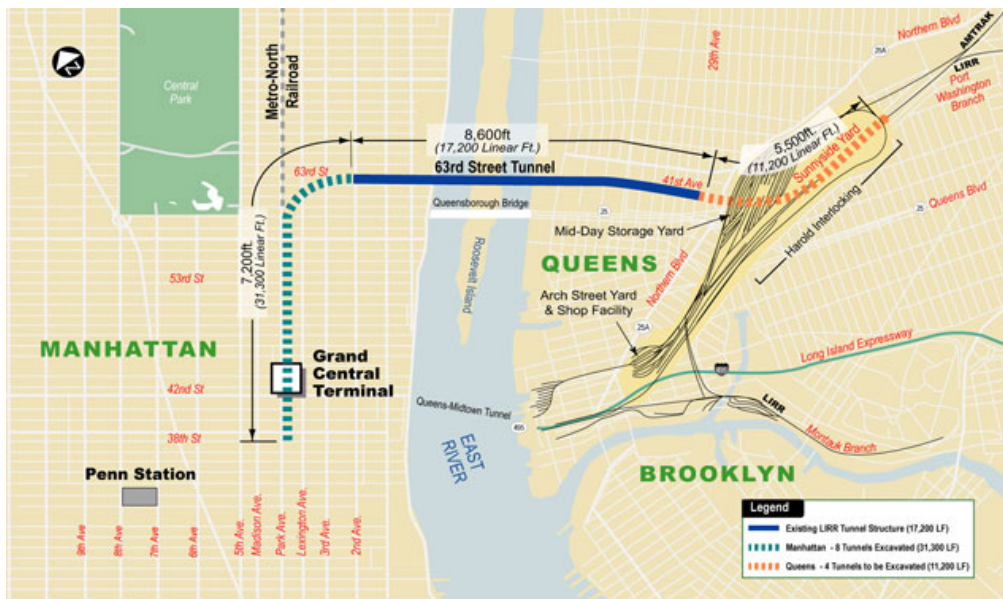 Central
Park
Metro-North
Railroad
29th Ave
Northern Blvd
25A
AMTRAK
LIRR
Port
Washington
Branch
8,600ft
(17,200 Linear Ft.)
5,500ft.
(11,200 Linear Ft.)
Sunnyside Yard
63rd St
63rd Street Tunnel
41st Ave
Queensborough Bridge
25
25
Queens Blvd
Mid-Day Storage Yard
Harold Interlocking
7,200ft.
(31,300 Linear Ft.)
53rd St
Roosevelt Island
QUEENS
Northern Blvd
Arch Street Yard
& Shop Facility
25A
MANHATTAN
Grand
Central
Terminal
Long Island Expressway
42nd St
Queens-Midtown Tunnel
495
LIRR
Montauk Branch
38th St
EAST
RIVER
Penn Station
BROOKLYN
9th Ave
8th Ave
7th Ave
6th Ave
5th Ave.
Madison Ave.
Park Ave.
Lexington Ave.
3rd Ave
2nd Ave.
Legend
Existing LIRR Tunnel Structure (17,200 LF)
Manhattan - 8 Tunnels Excavated (31,300 LF)
Queens - 4 Tunnels to be Excavated (11,200 LF)